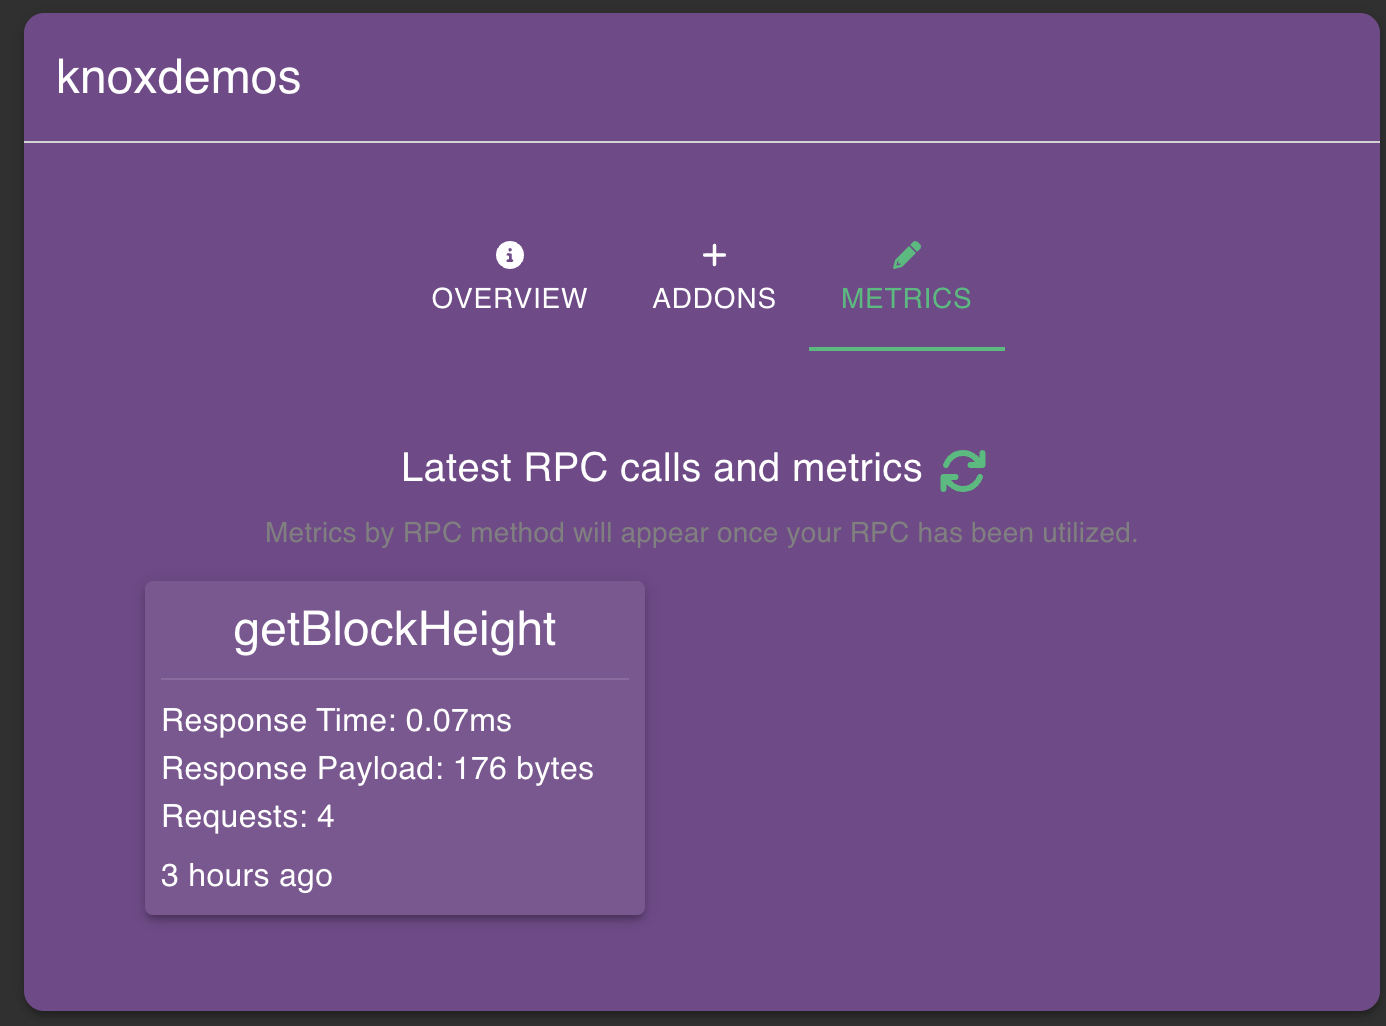 knoxdemos
OVERVIEW
ADDONS
METRICS
Latest RPC calls and metrics
Metrics by RPC method will appear once your RPC has been utilized.
getBlockHeight
Response Time: 0.07ms
Response Payload: 176 bytes
Requests: 4
3 hours ago